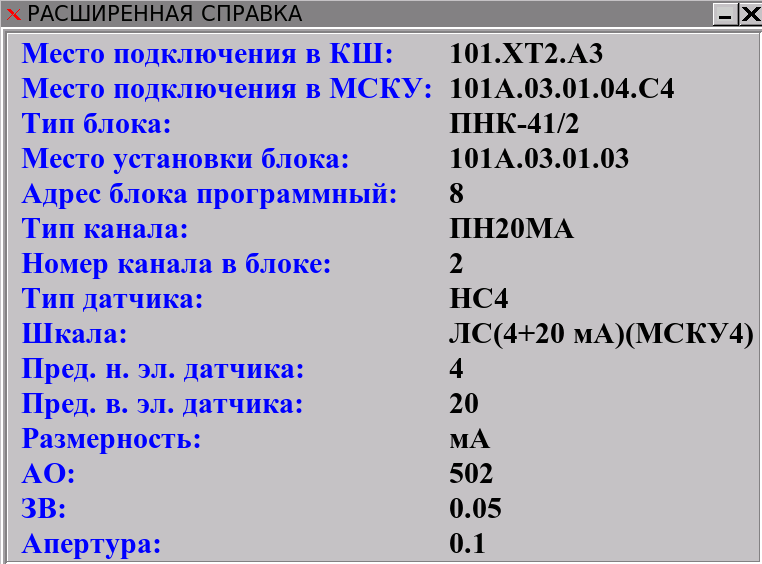 РАСШИРЕННАЯ СПРАВКА
Место подключения в КШ: 101.XT2.A3
Место подключения в МСКУ: 101А.03.01.04.C4
Тип блока: ПНК-41/2
Место установки блока: 101А.03.01.03
Адрес блока программный: 8
Тип канала: ПН20МА
Номер канала в блоке: 2
Тип датчика: НС4
Шкала: ЛС(4+20 мА)(МСКУ4)
Пред. н. эл. датчика: 4
Пред. в. эл. датчика: 20
Размерность: мА
АО: 502
ЗВ: 0.05
Апертура: 0.1